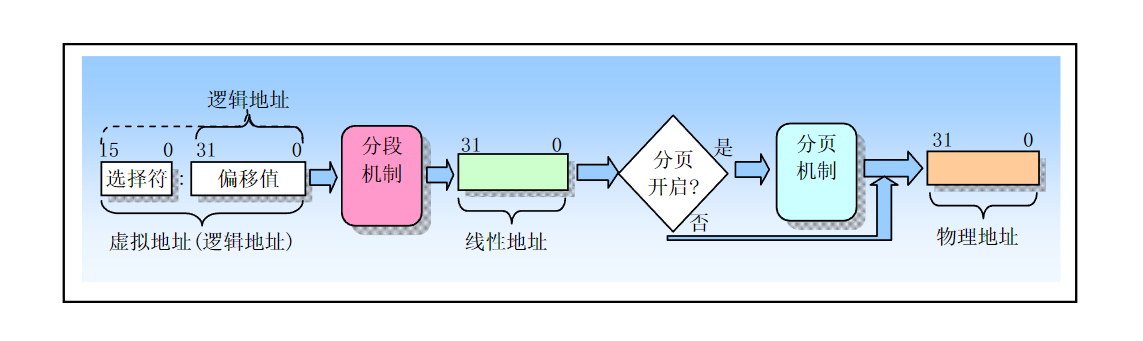 逻辑地址
15 0 31 0
选择符 : 偏移值
虚拟地址(逻辑地址)
分段
机制
31 0
线性地址
分页
开启?
是
否
分页
机制
31 0
物理地址